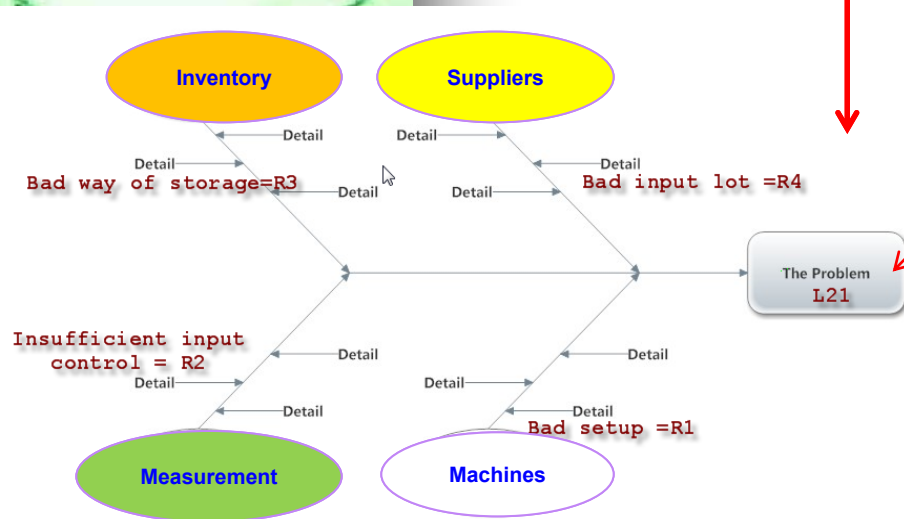 Inventory
Suppliers
Detail
Detail
Detail
Detail
Bad way of storage=R3
Bad input lot =R4
Detail
Detail
The Problem
L21
Insufficient input
control = R2
Detail
Detail
Detail
Detail
Detail
Detail
Bad setup =R1
Measurement
Machines